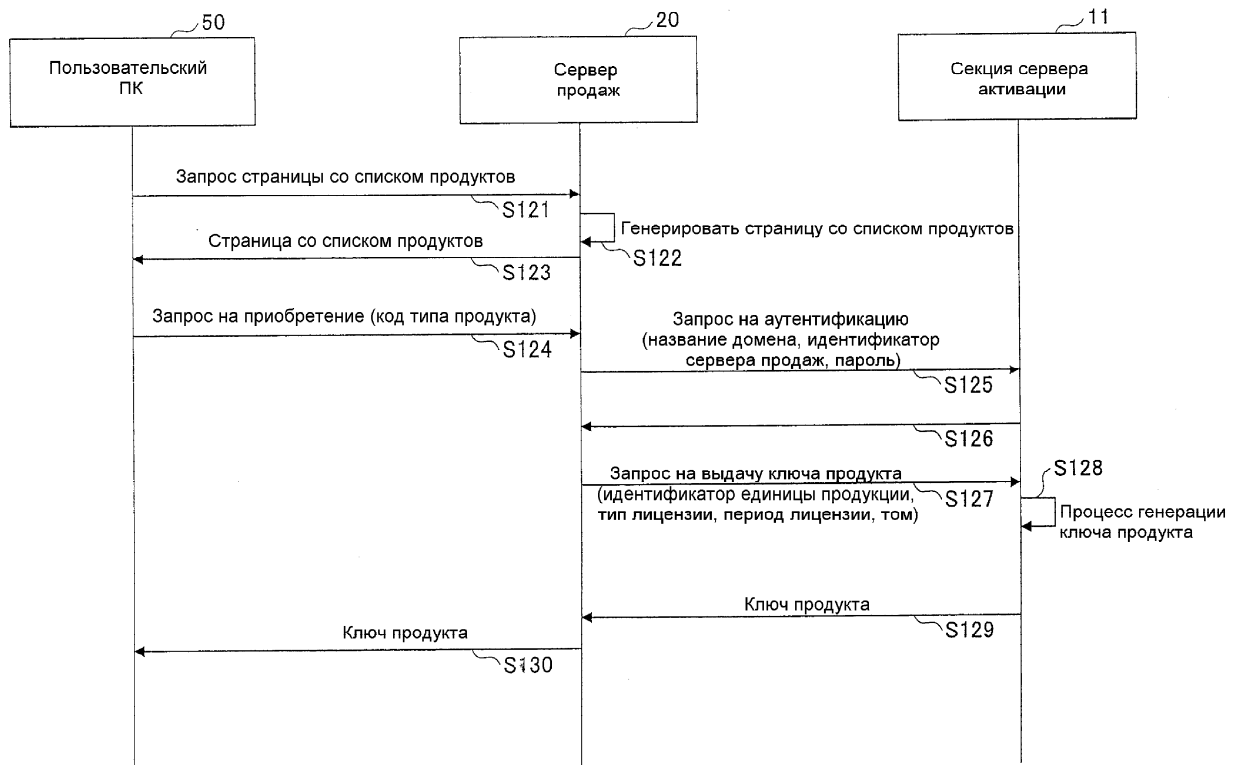 50
20
11
Пользовательский
ПК
Сервер
продаж
Секция сервера
активации
Запрос страницы со списком продуктов
S121
Генерировать страницу со списком продуктов
S122
Страница со списком продуктов
S123
Запрос на приобретение (код типа продукта)
S124
Запрос на аутентификацию
(название домена, идентификатор
сервера продаж, пароль)
S125
S126
Запрос на выдачу ключа продукта
(идентификатор единицы продукции,
тип лицензии, период лицензии, том)
S127
S128
Процесс генерации
ключа продукта
Ключ продукта
S129
Ключ продукта
S130